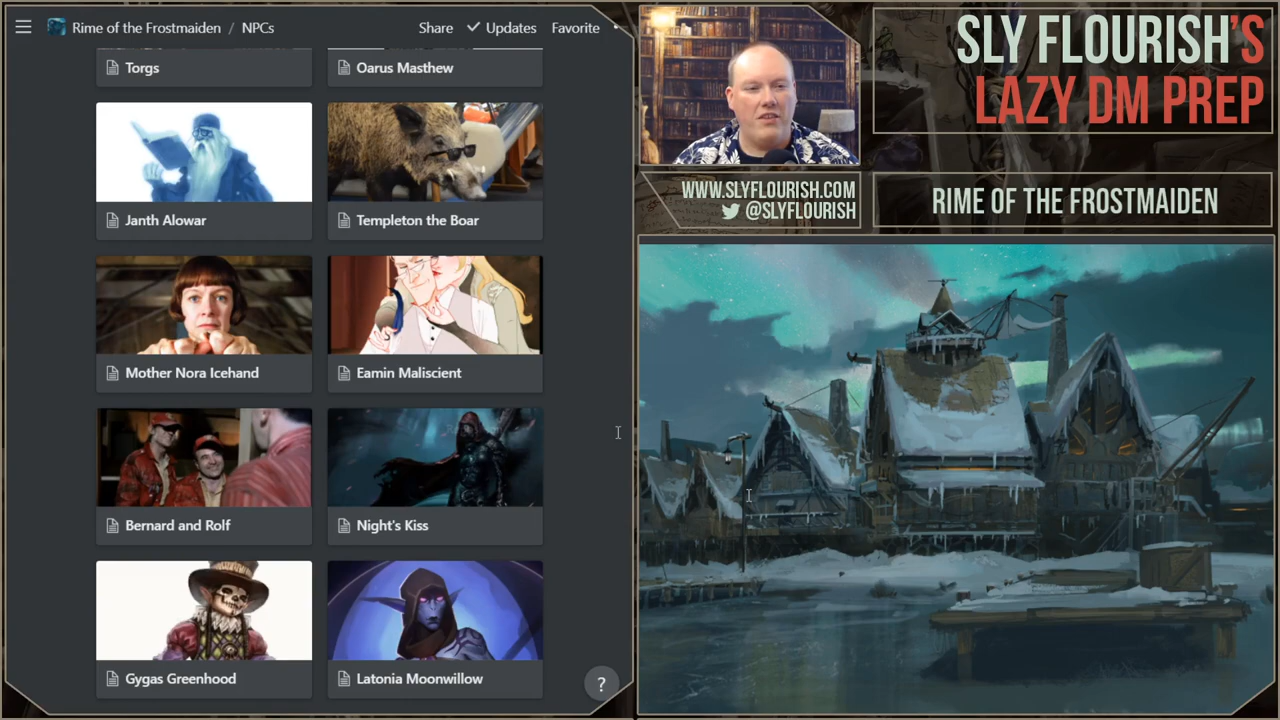 Rime of the Frostmaiden / NPCs
Share
Updates
Favorite
Torgs
Oarus Masthew
Janth Alowar
Templeton the Boar
Mother Nora Icehand
Eamin Maliscient
Bernard and Rolf
Night's Kiss
Gygas Greenhood
Latonia Moonwillow
?
SLY FLOURISH'S
LAZY DM PREP
WWW.SLYFLOURISH.COM
@SLYFLOURISH
RIME OF THE FROSTMAIDEN